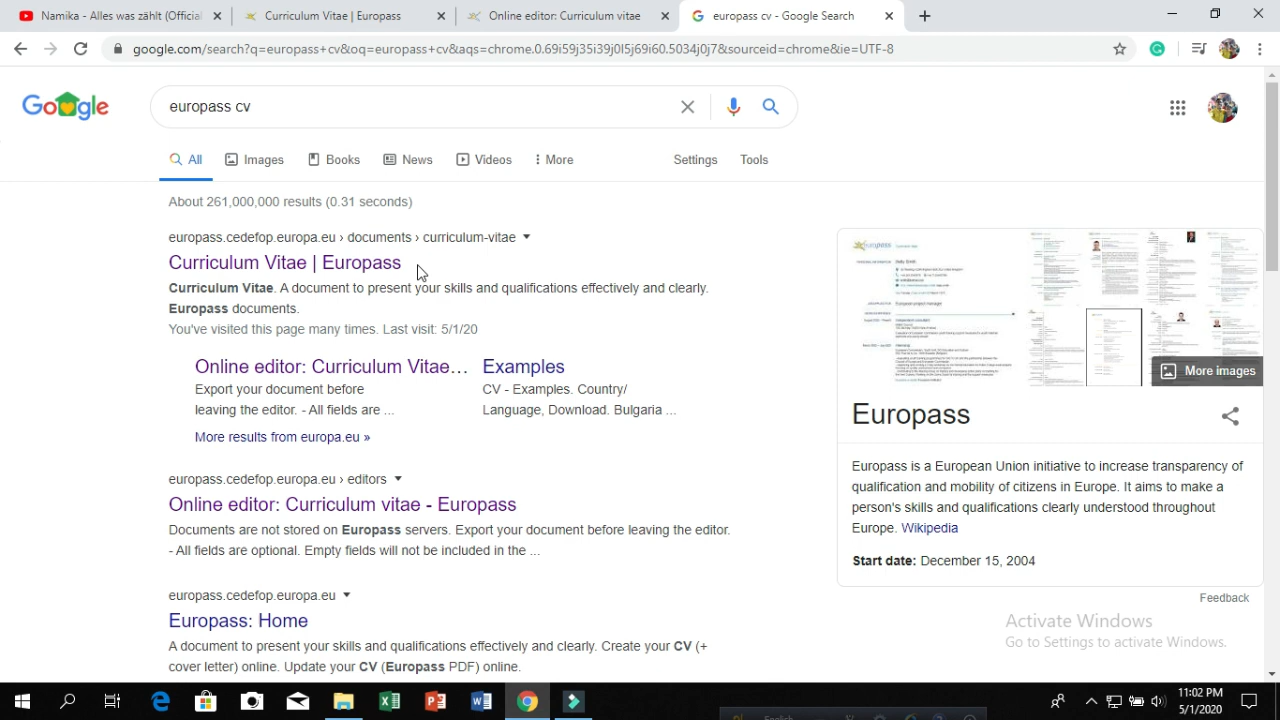 Namika - Alles was zählt (Official
Curriculum Vitae | Europass
Online editor: Curriculum vitae
europass cv - Google Search
google.com/search?q=europass+cv&oq=europass+cv&aqs=chrome.0.69i59j35i39j0l5j69i60.5034j0j7&sourceid=chrome&ie=UTF-8
Google
europass cv
All
Images
Books
News
Videos
More
Settings
Tools
About 261,000,000 results (0.31 seconds)
europass.cedefop.europa.eu › documents › curriculum-vitae
Curriculum Vitae | Europass
Curriculum Vitae. A document to present your skills and qualifications effectively and clearly.
Europass documents.
You've visited this page many times. Last visit: 5/1/20
Online editor: Curriculum Vitae...
Examples
Export your document before
CV - Examples. Country/
leaving the editor. - All fields are ...
Language, Download. Bulgaria ...
More results from europa.eu »
europass.cedefop.europa.eu › editors
Online editor: Curriculum vitae - Europass
Documents are not stored on Europass servers. Export your document before leaving the editor.
- All fields are optional. Empty fields will not be included in the ...
europass.cedefop.europa.eu
Europass: Home
A document to present your skills and qualifications effectively and clearly. Create your CV (+
cover letter) online. Update your CV (Europass PDF) online.
More images
Europass
Europass is a European Union initiative to increase transparency of
qualification and mobility of citizens in Europe. It aims to make a
person's skills and qualifications clearly understood throughout
Europe. Wikipedia
Start date: December 15, 2004
Feedback
Activate Windows
Go to Settings to activate Windows.
11:02 PM
5/1/2020
English